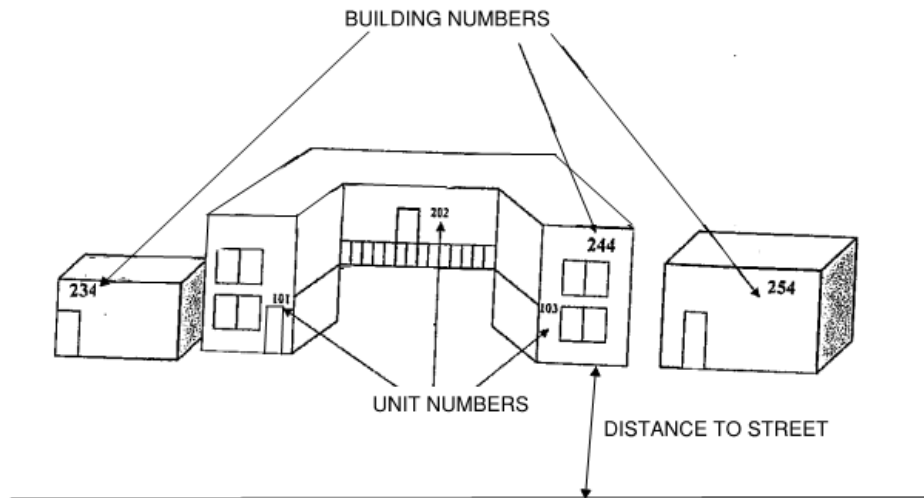 BUILDING NUMBERS
202
244
234
254
101
103
UNIT NUMBERS
DISTANCE TO STREET